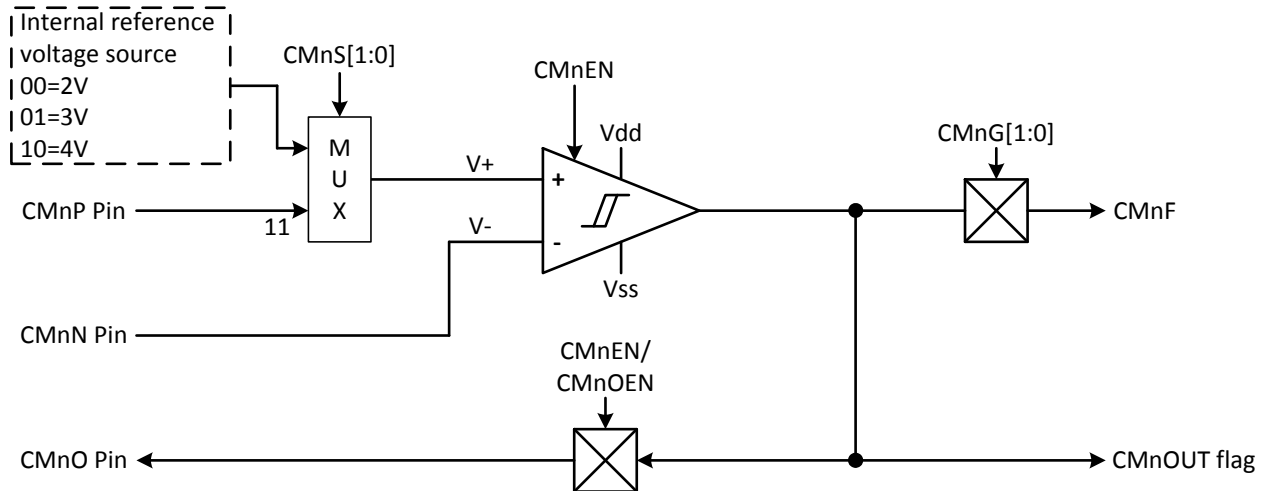 Internal reference
voltage source
00=2V
01=3V
10=4V
CMnS[1:0]
CMnEN
Vdd
CMnG[1:0]
M
U
X
V+
+
CMnP Pin
11
V-
-
CMnF
Vss
CMnN Pin
CMnEN/
CMnOEN
CMnO Pin
CMnOUT flag